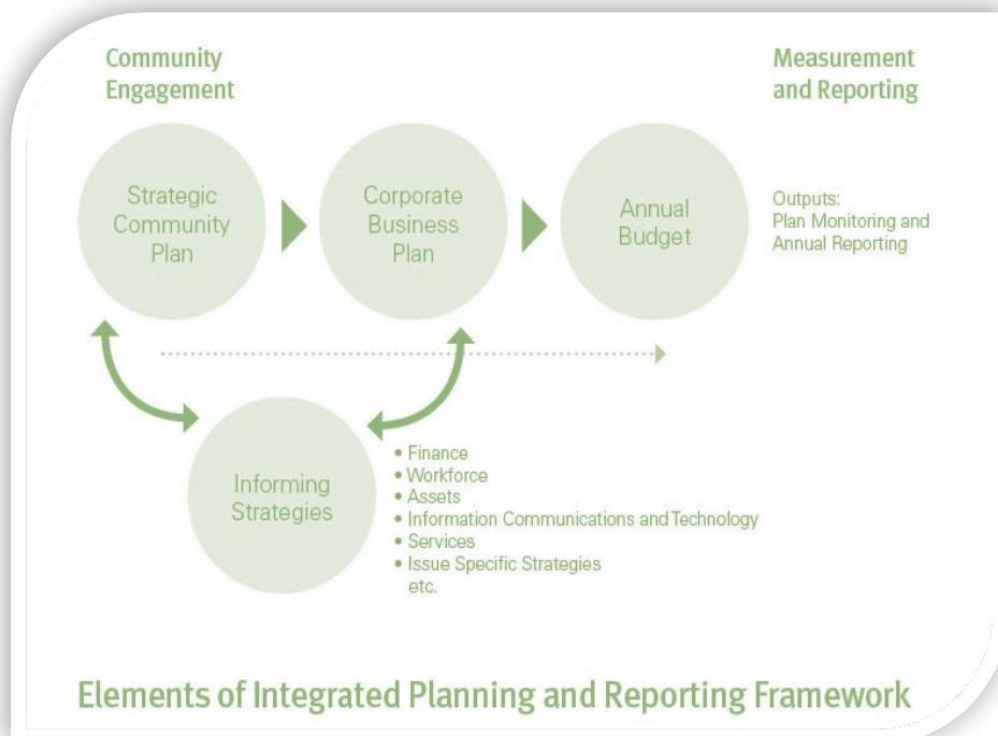 Community
Engagement
Measurement
and Reporting
Strategic
Community
Plan
Corporate
Business
Plan
Annual
Budget
Outputs:
Plan Monitoring and
Annual Reporting
Informing
Strategies
• Finance
• Workforce
• Assets
• Information Communications and Technology
• Services
• Issue Specific Strategies
etc.
Elements of Integrated Planning and Reporting Framework